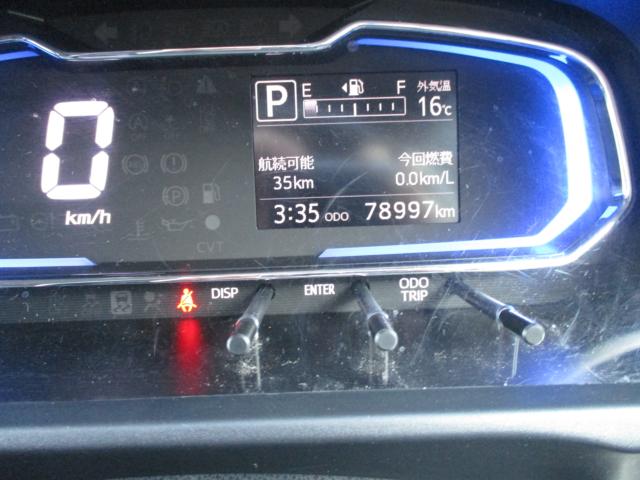 0
km/h
P E F 外気温
16℃
航続可能 今回燃費
35km 0.0km/L
3:35 ODO 78997km
CVT
DISP ENTER ODO
TRIP